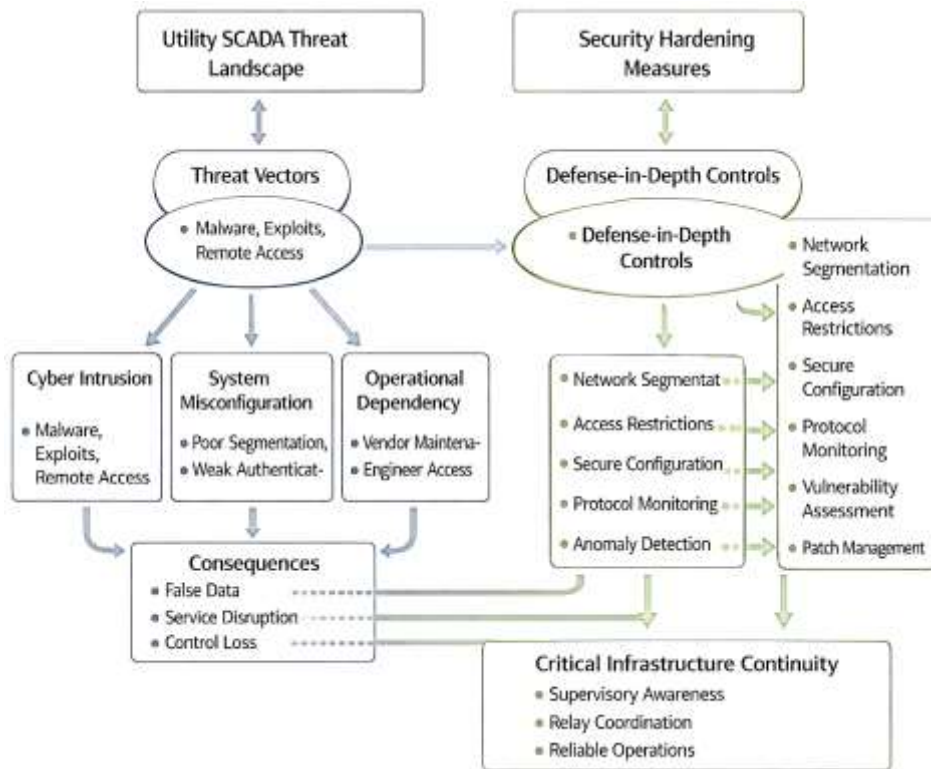 Utility SCADA Threat
Landscape
Security Hardening
Measures
Threat Vectors
• Malware, Exploits,
Remote Access
Defense-in-Depth Controls
• Defense-in-Depth
Controls
• Network
Segmentation
• Access
Restrictions
• Secure
Configuration
• Protocol
Monitoring
• Vulnerability
Assessment
• Patch Management
Cyber Intrusion
• Malware,
Exploits,
Remote Access
System
Misconfiguration
• Poor Segmentation,
• Weak Authenticat-
Operational
Dependency
• Vendor Maintena-
• Engineer Access
• Network Segmentat
• Access Restrictions
• Secure Configuration
• Protocol Monitoring
• Anomaly Detection
Consequences
• False Data
• Service Disruption
• Control Loss
Critical Infrastructure Continuity
• Supervisory Awareness
• Relay Coordination
• Reliable Operations